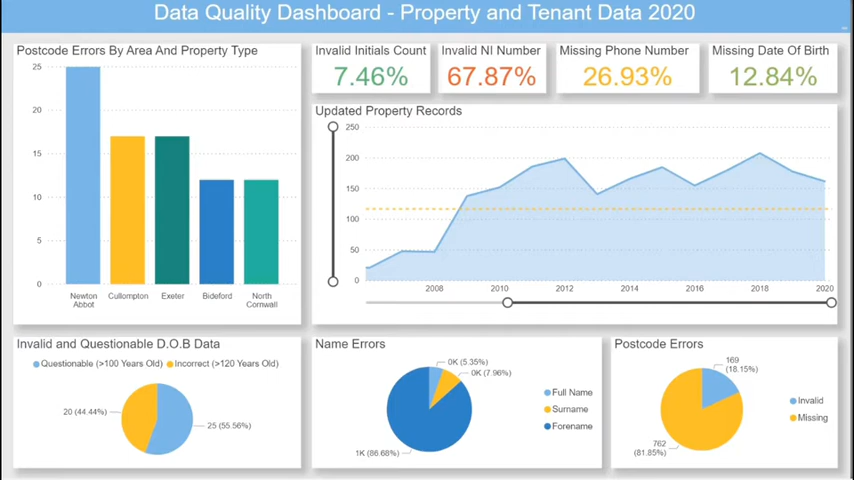 Data Quality Dashboard - Property and Tenant Data 2020
Postcode Errors By Area And Property Type
25
20
15
10
5
0
Newton
Abbot
Cullompton
Exeter
Bideford
North
Cornwall
Invalid Initials Count
7.46%
Invalid NI Number
67.87%
Missing Phone Number
26.93%
Missing Date Of Birth
12.84%
Updated Property Records
250
200
150
100
50
0
2008
2010
2012
2014
2016
2018
2020
Invalid and Questionable D.O.B Data
Questionable (>100 Years Old)
Incorrect (>120 Years Old)
20 (44.44%)
25 (55.56%)
Name Errors
0K (5.35%)
0K (7.96%)
1K (86.68%)
Full Name
Surname
Forename
Postcode Errors
169
(18.15%)
762
(81.85%)
Invalid
Missing